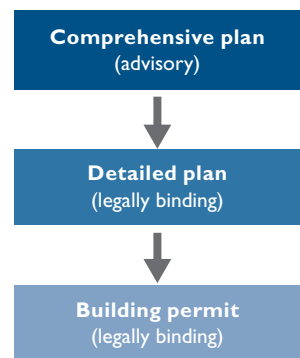 Comprehensive plan
(advisory)
Detailed plan
(legally binding)
Building permit
(legally binding)